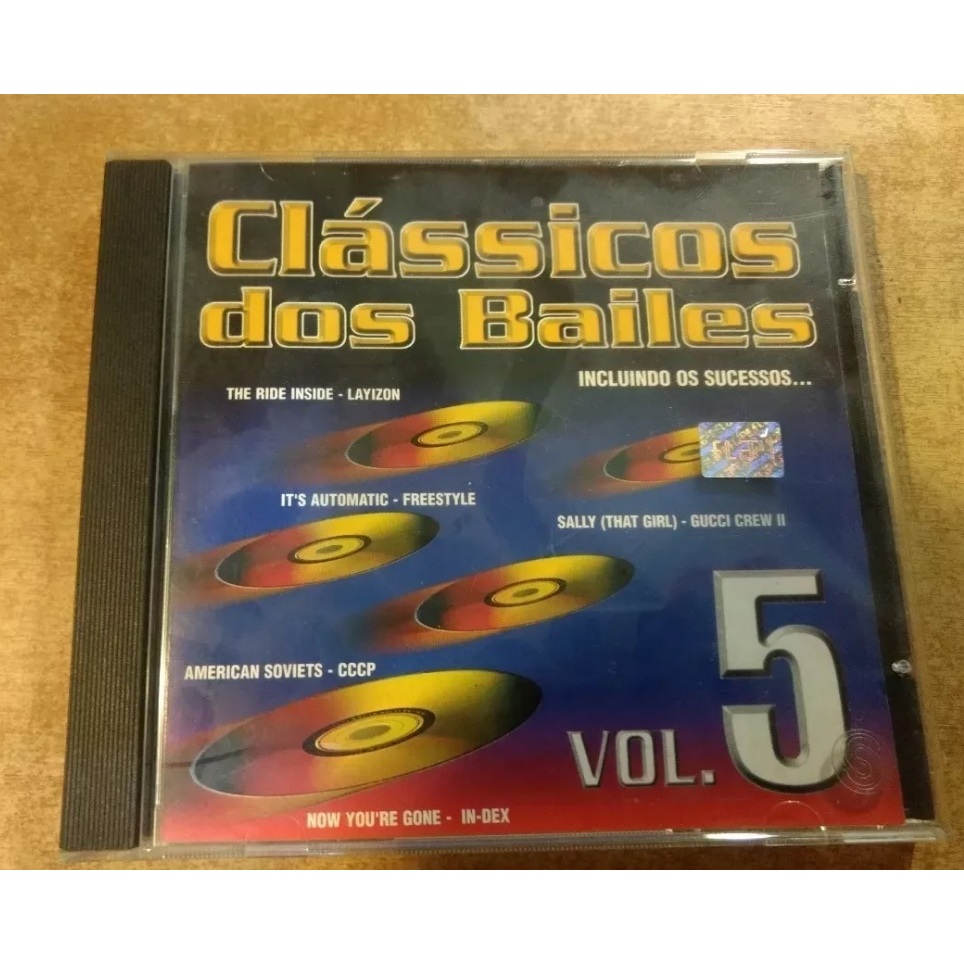 Clássicos
dos Bailes
INCLUINDO OS SUCESSOS...
THE RIDE INSIDE - LAYIZON
IT'S AUTOMATIC - FREESTYLE
SALLY (THAT GIRL) - GUCCI CREW II
AMERICAN SOVIETS - CCCP
VOL. 5
NOW YOU'RE GONE - IN-DEX